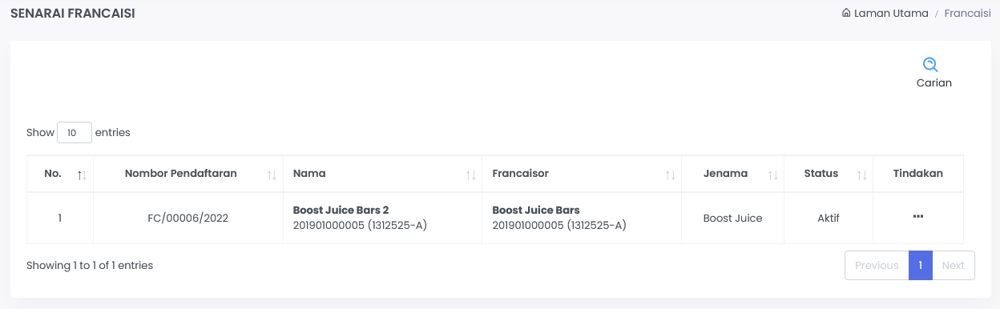 SENARAI FRANCAISI
Laman Utama / Francaisi
Carian
Show 10 entries
No. Nombor Pendaftaran Nama Francaisor Jenama Status Tindakan
1 FC/00006/2022 Boost Juice Bars 2 Boost Juice Bars Boost Juice Aktif ...
201901000005 (1312525-A) 201901000005 (1312525-A)
Showing 1 to 1 of 1 entries
Previous 1 Next